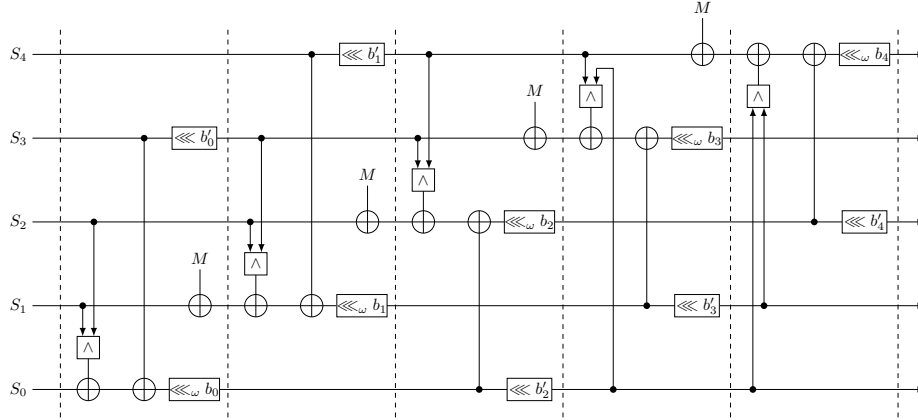 M
S₄ ⋘ b′₁ ⋘ω b₄
M
∧ ∧
S₃ ⋘ b′₀ ⋘ω b₃
M
∧
S₂ ⋘ω b₂ ⋘ b′₄
M
∧
S₁ ⋘ω b₁ ⋘ b′₃
∧
S₀ ⋘ω b₀ ⋘ b′₂